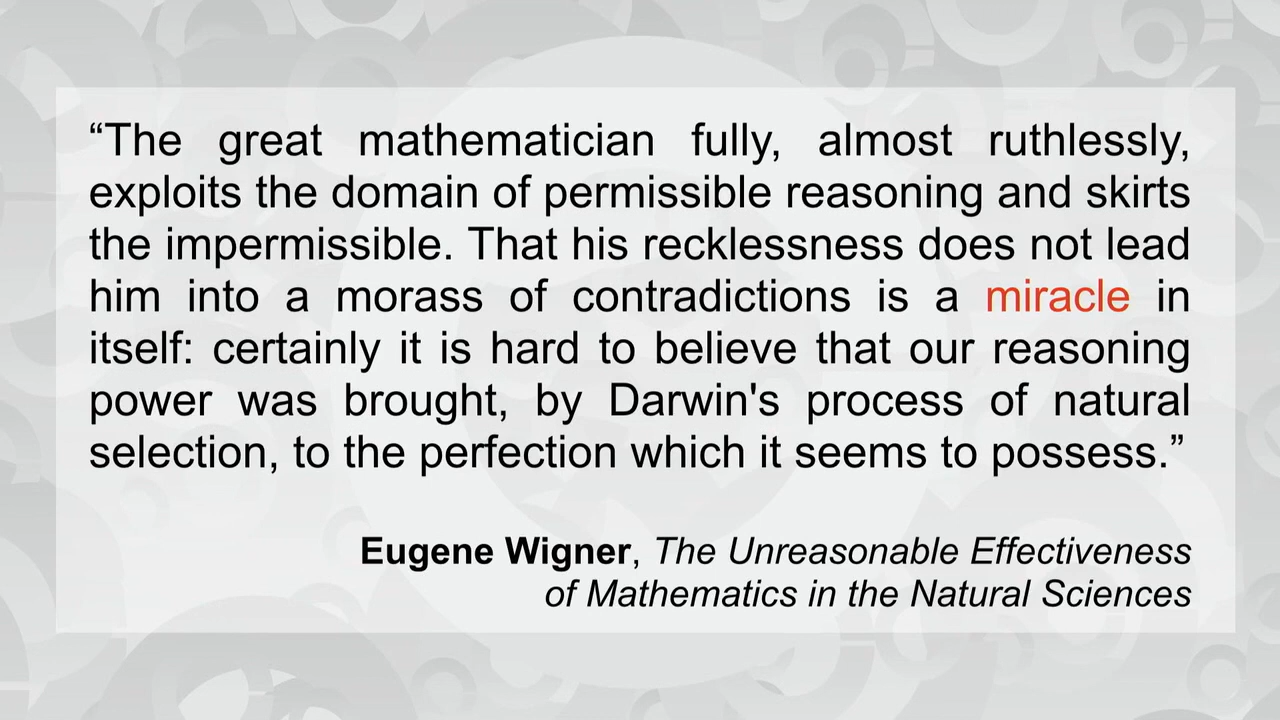 “The great mathematician fully, almost ruthlessly,
exploits the domain of permissible reasoning and skirts
the impermissible. That his recklessness does not lead
him into a morass of contradictions is a miracle in
itself: certainly it is hard to believe that our reasoning
power was brought, by Darwin's process of natural
selection, to the perfection which it seems to possess.”
Eugene Wigner, The Unreasonable Effectiveness
of Mathematics in the Natural Sciences